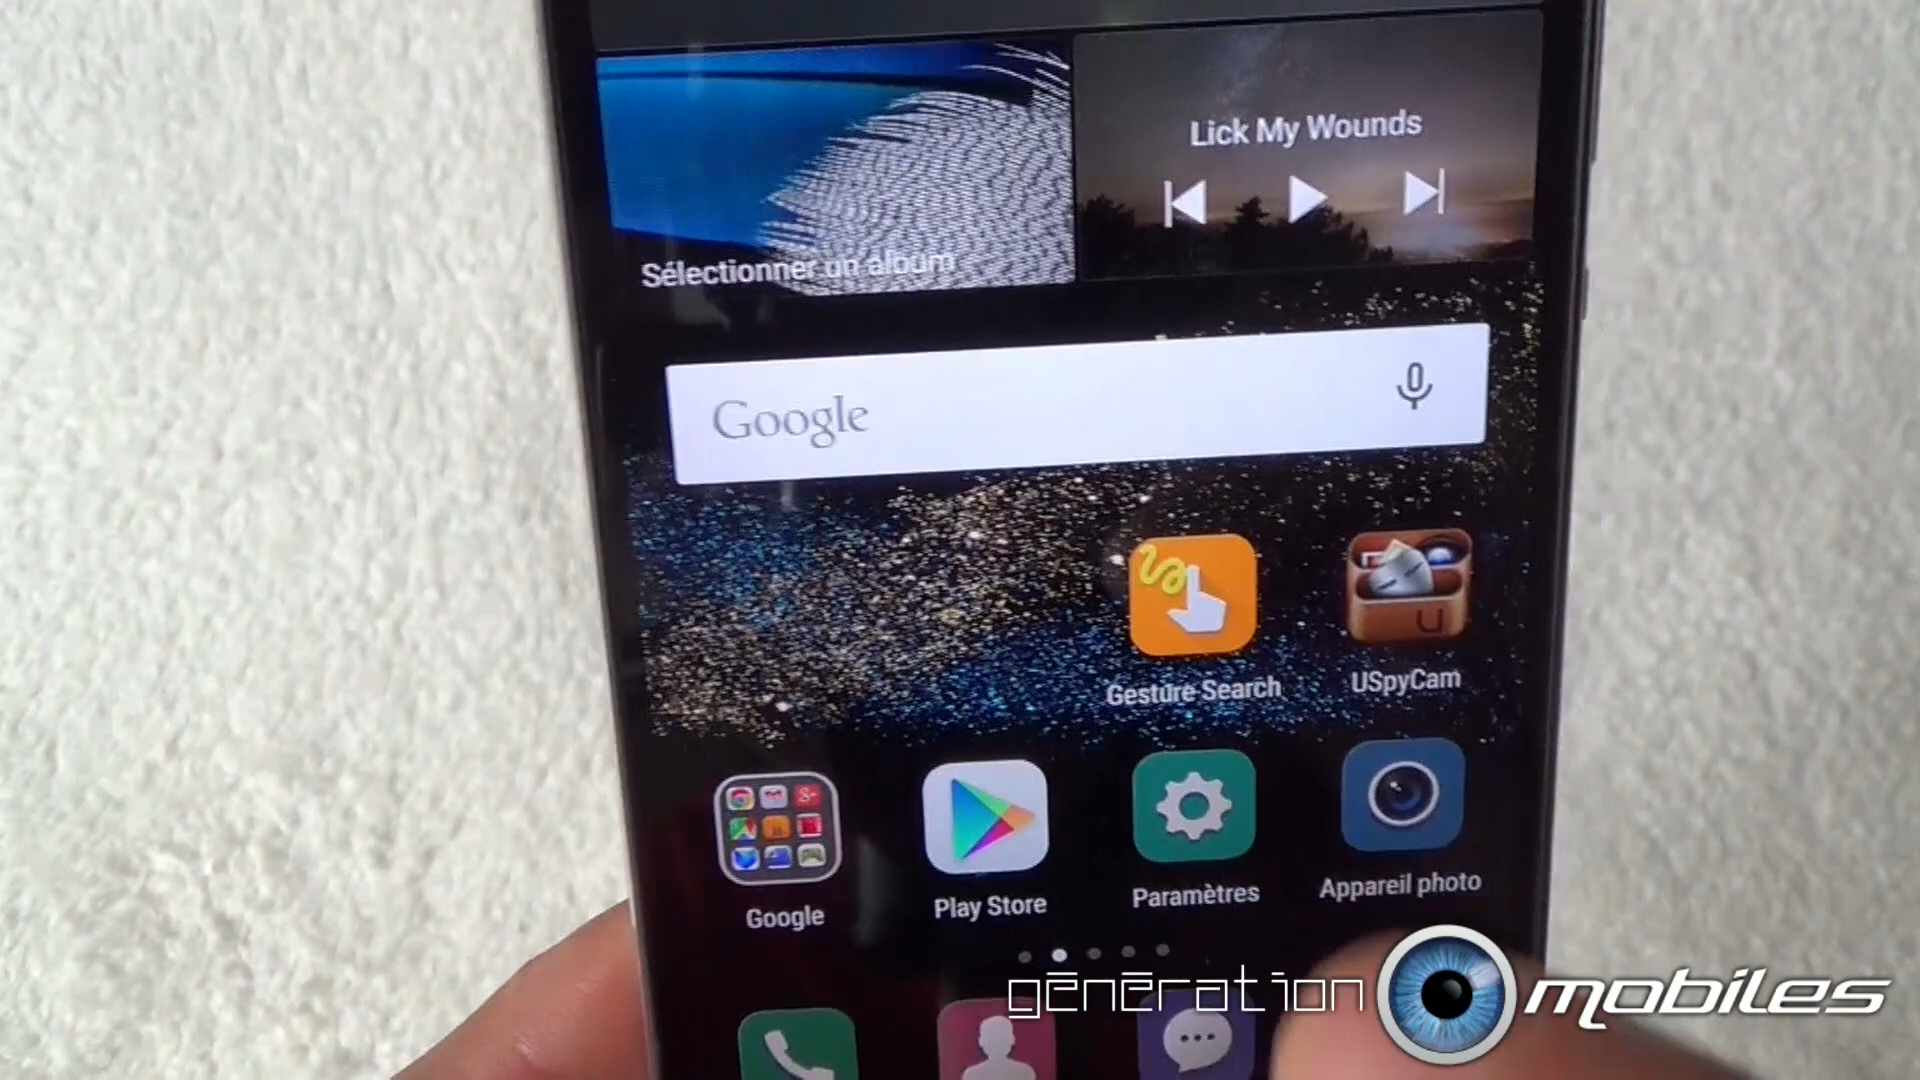 Lick My Wounds
Sélectionner un album
Google
Gesture Search
USpyCam
Google
Play Store
Paramètres
Appareil photo
génération mobiles